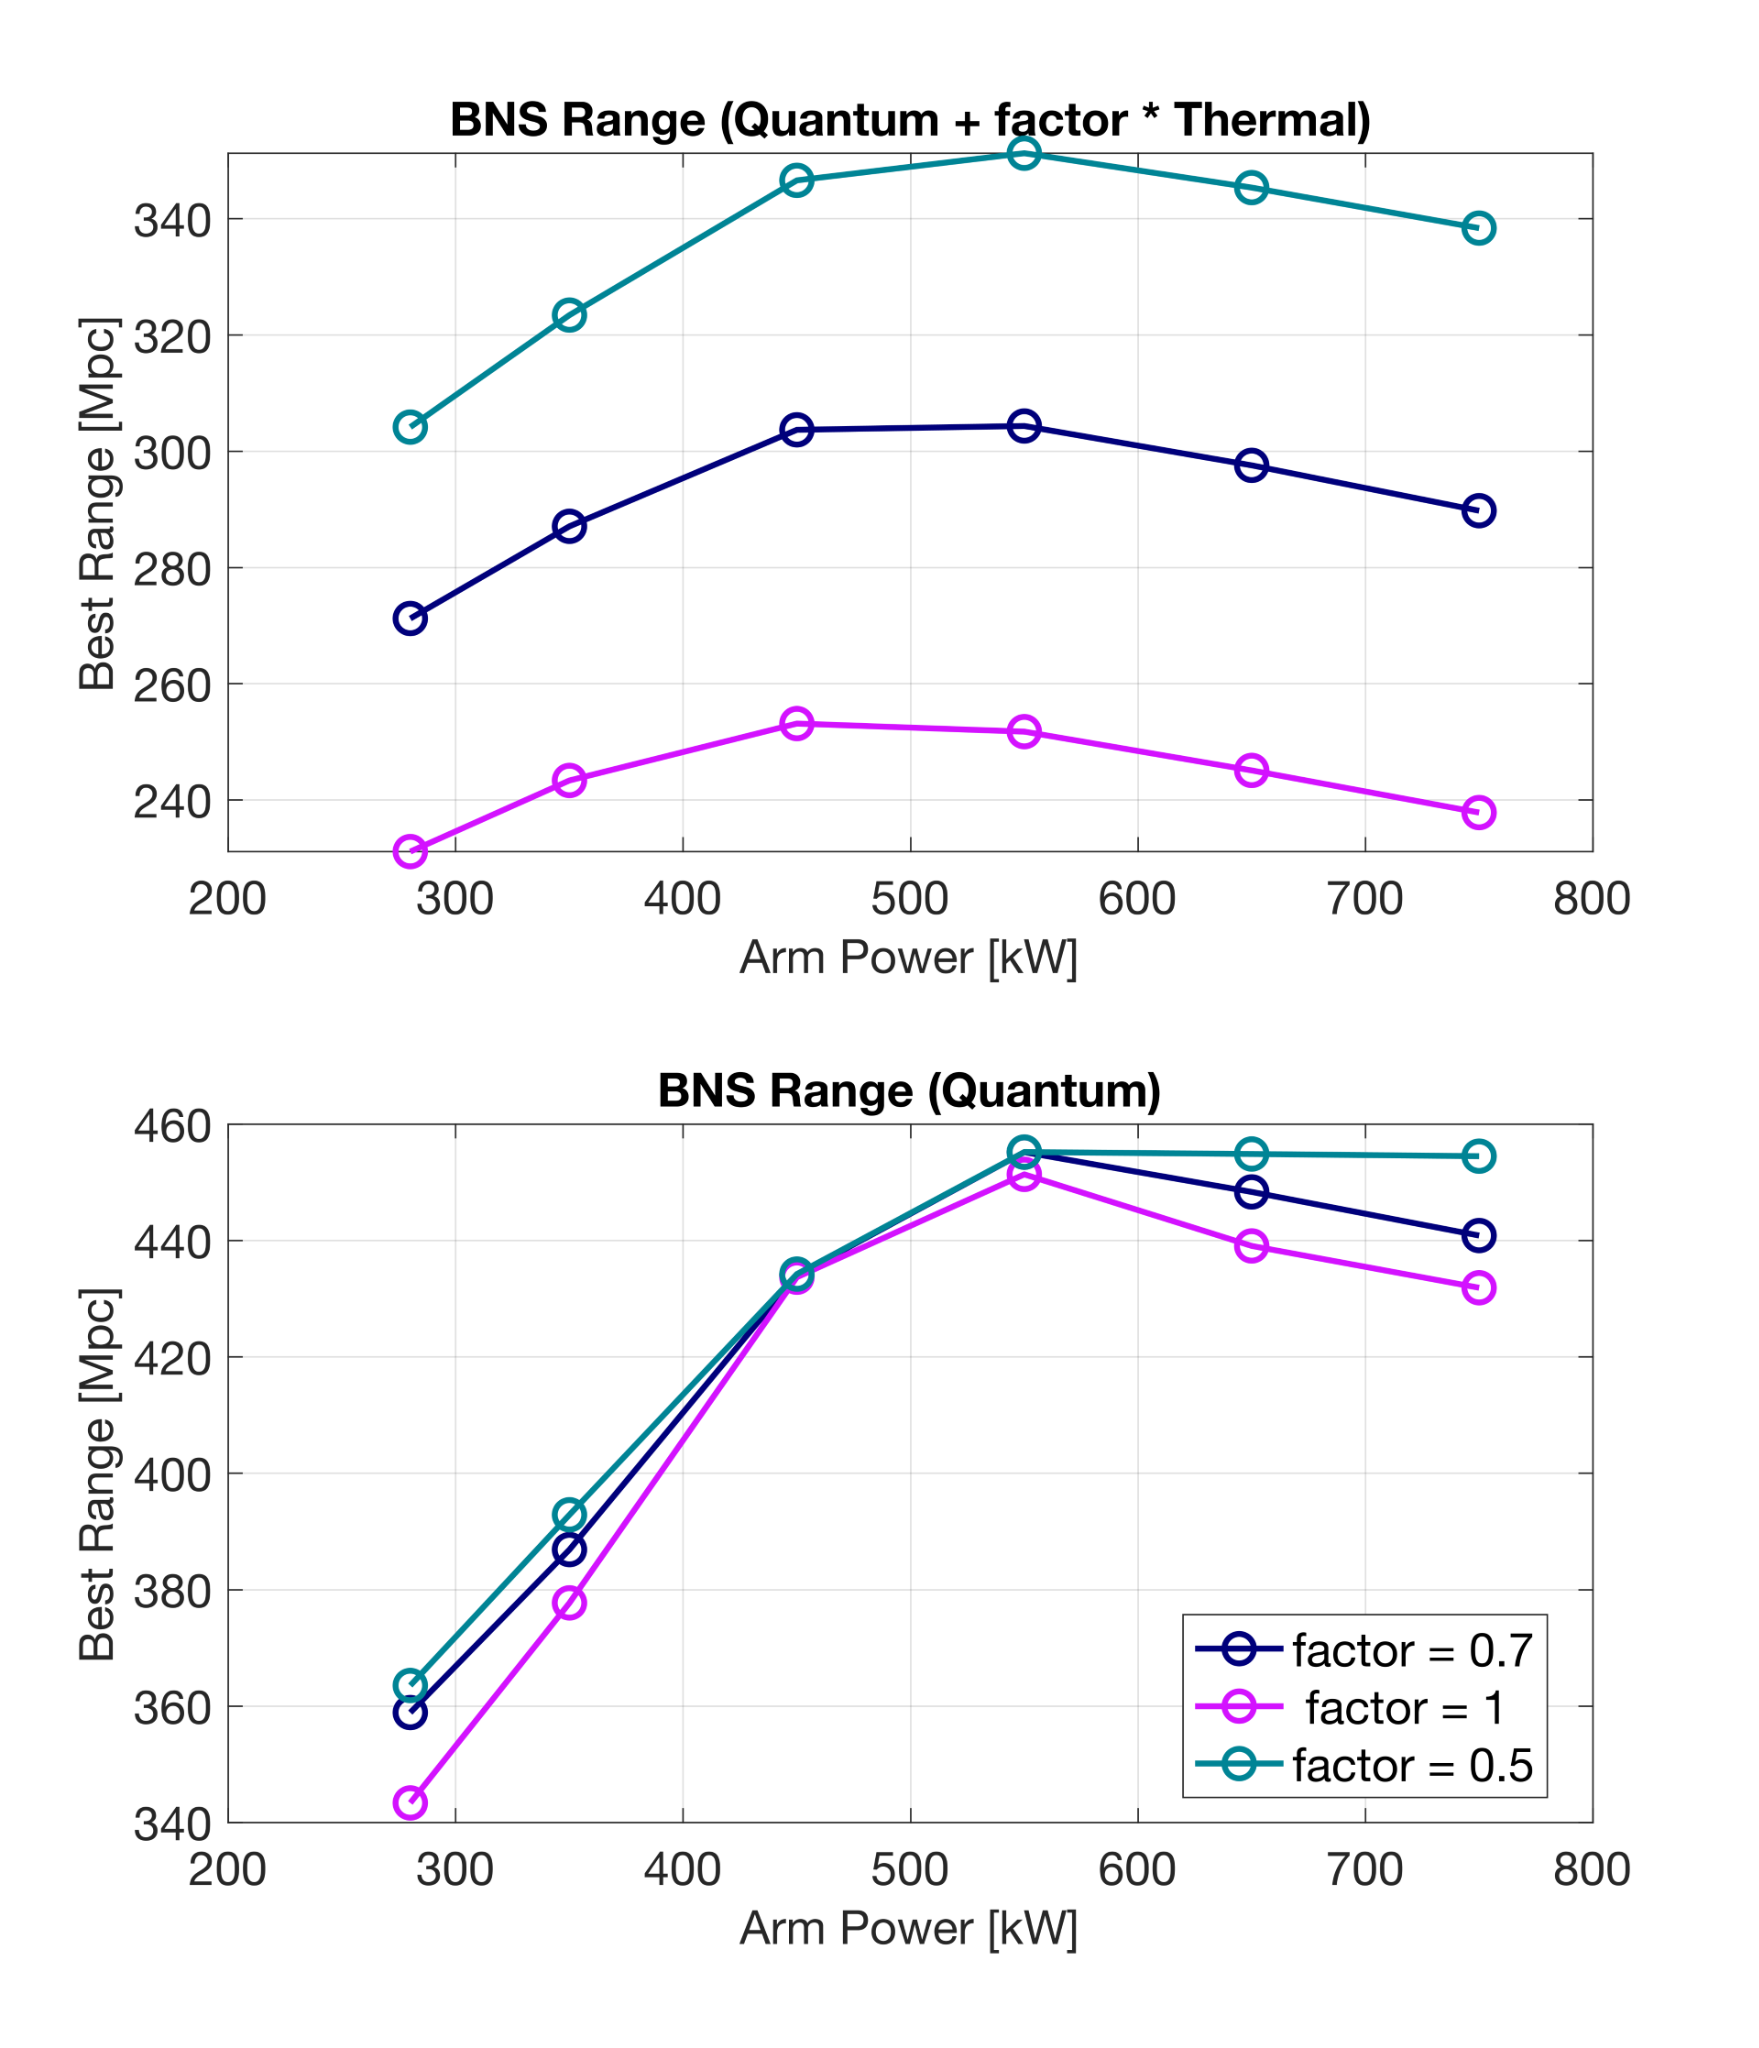 BNS Range (Quantum + factor * Thermal)
340
320
300
280
260
240
Best Range [Mpc]
200 300 400 500 600 700 800
Arm Power [kW]
BNS Range (Quantum)
460
440
420
400
380
360
340
Best Range [Mpc]
factor = 0.7
factor = 1
factor = 0.5
200 300 400 500 600 700 800
Arm Power [kW]